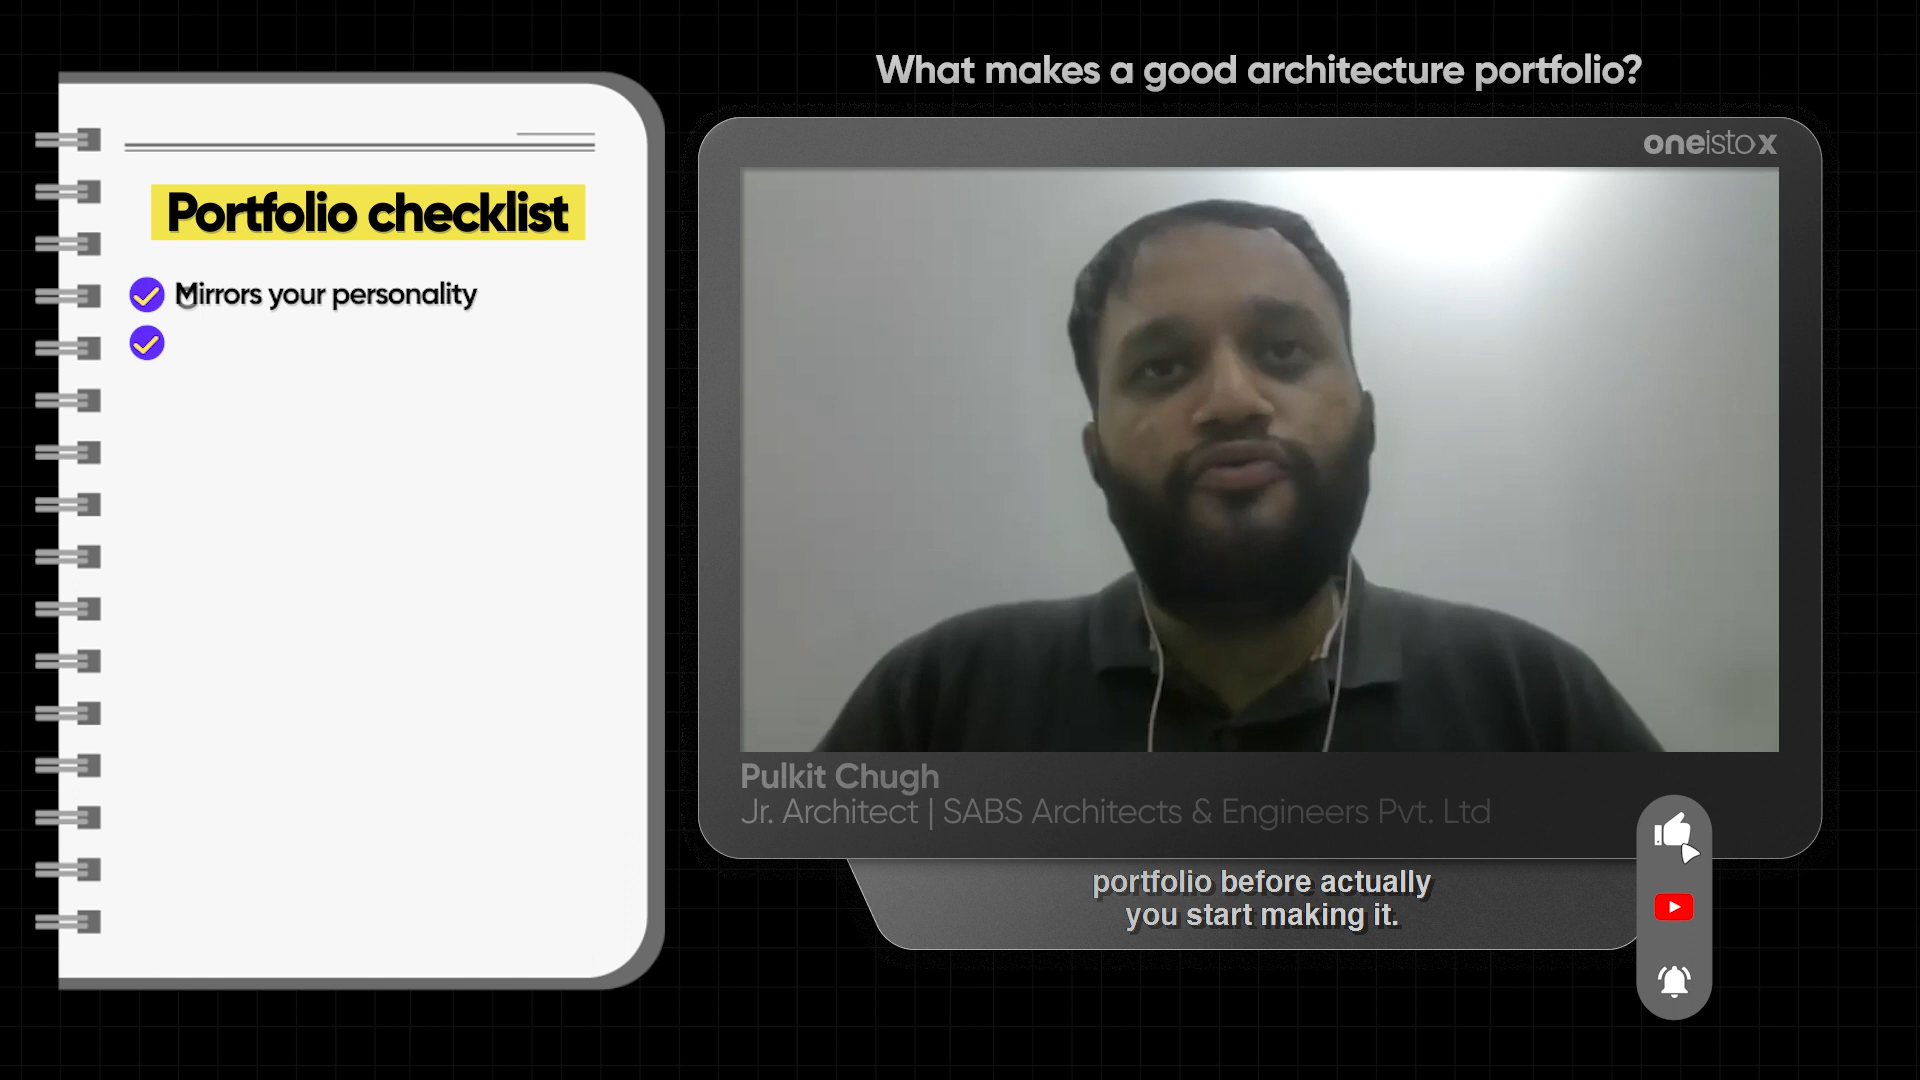 What makes a good architecture portfolio?
oneistox
Portfolio checklist
Mirrors your personality
Pulkit Chugh
Jr. Architect | SABS Architects & Engineers Pvt. Ltd
portfolio before actually
you start making it.